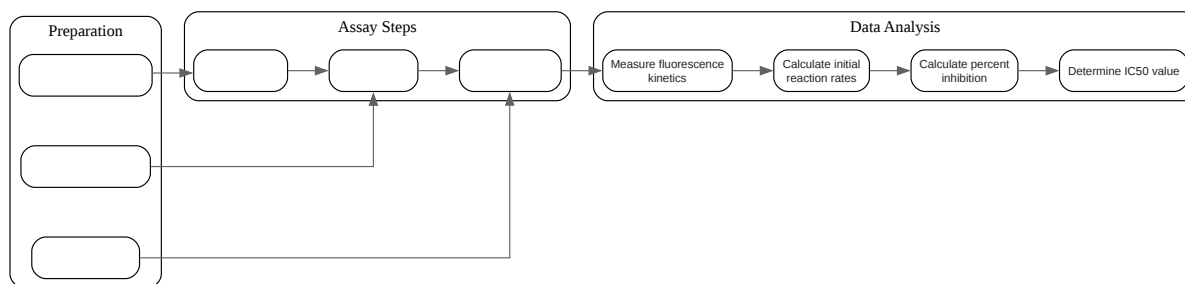 Preparation
Assay Steps
Data Analysis
Measure fluorescence
kinetics
Calculate initial
reaction rates
Calculate percent
inhibition
Determine IC50 value